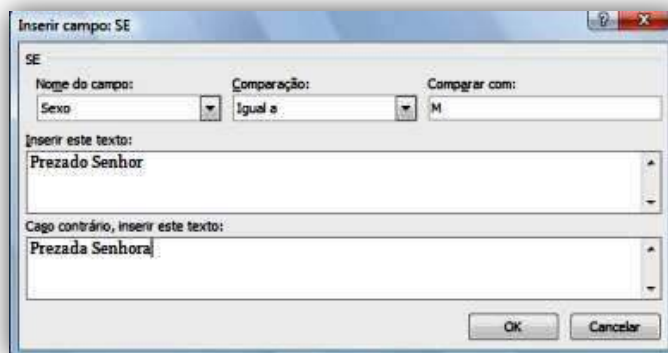 Inserir campo: SE
SE
Nome do campo: Comparação: Comparar com:
Sexo Igual a M
Inserir este texto:
Prezado Senhor
Caso contrário, inserir este texto:
Prezada Senhora
OK Cancelar